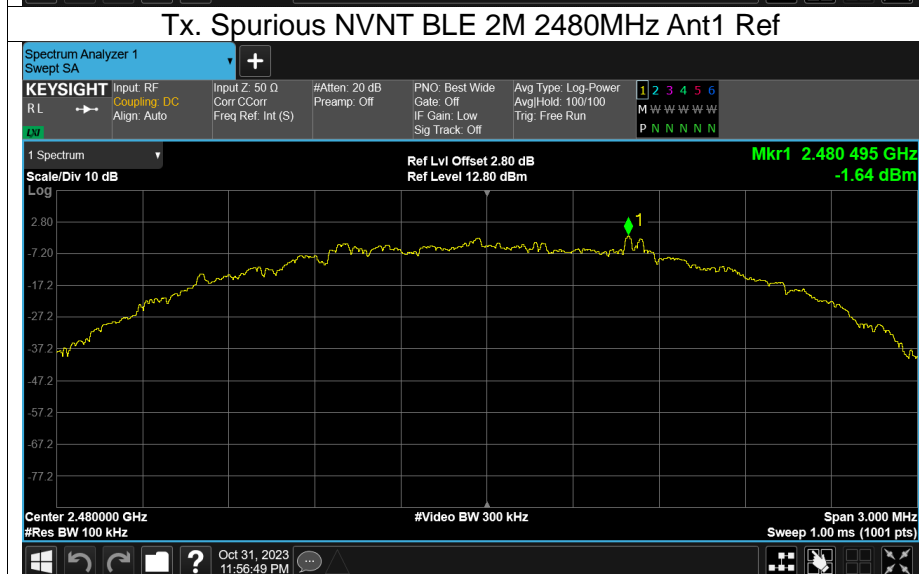 Tx. Spurious NVNT BLE 2M 2480MHz Ant1 Ref
Spectrum Analyzer 1
Swept SA
+
KEYSIGHT
RL
LXI
Input: RF
Coupling: DC
Align: Auto
Input Z: 50 Ω
Corr CCorr
Freq Ref: Int (S)
#Atten: 20 dB
Preamp: Off
PNO: Best Wide
Gate: Off
IF Gain: Low
Sig Track: Off
Avg Type: Log-Power
Avg|Hold: 100/100
Trig: Free Run
1 2 3 4 5 6
M W W W W W
P N N N N N
1 Spectrum
Scale/Div 10 dB
Ref Lvl Offset 2.80 dB
Ref Level 12.80 dBm
Mkr1 2.480 495 GHz
-1.64 dBm
Log
2.80
-7.20
-17.2
-27.2
-37.2
-47.2
-57.2
-67.2
-77.2
1
Center 2.480000 GHz
#Res BW 100 kHz
#Video BW 300 kHz
Span 3.000 MHz
Sweep 1.00 ms (1001 pts)
?
Oct 31, 2023
11:56:49 PM